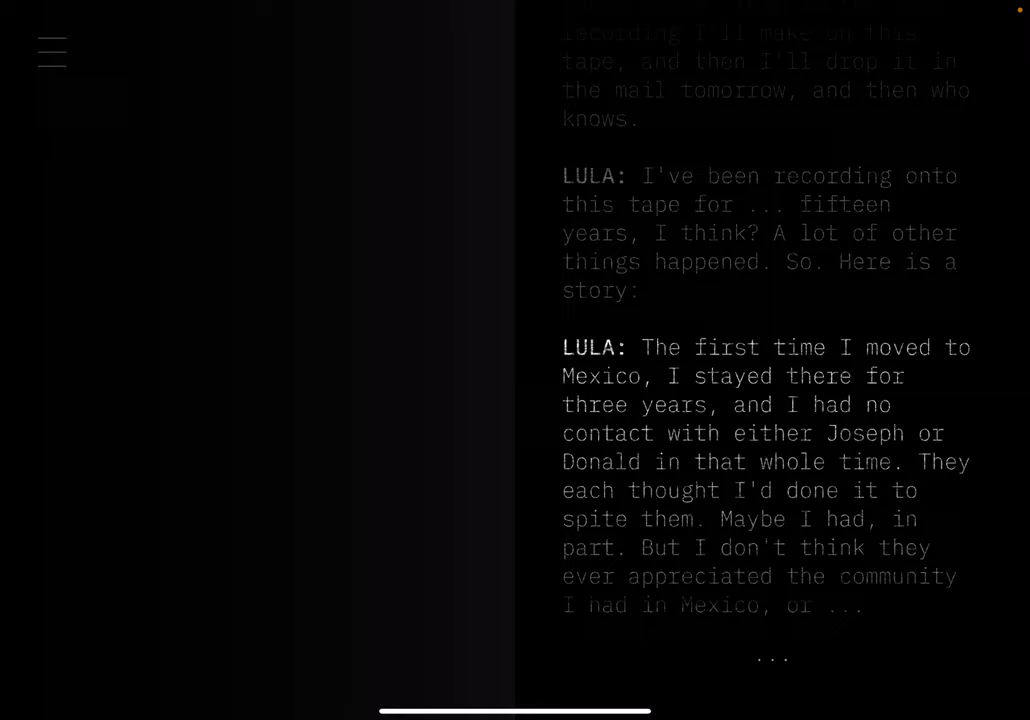 recording I'll make on this
tape, and then I'll drop it in
the mail tomorrow, and then who
knows.
LULA: I've been recording onto
this tape for ... fifteen
years, I think? A lot of other
things happened. So. Here is a
story:
LULA: The first time I moved to
Mexico, I stayed there for
three years, and I had no
contact with either Joseph or
Donald in that whole time. They
each thought I'd done it to
spite them. Maybe I had, in
part. But I don't think they
ever appreciated the community
I had in Mexico, or ...
...